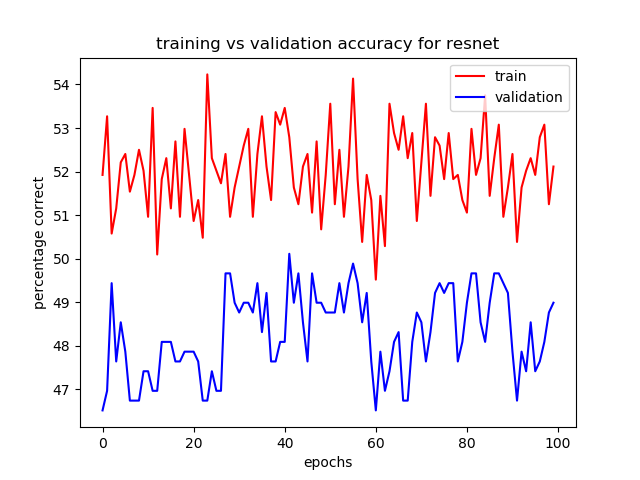 training vs validation accuracy for resnet
train
validation
percentage correct
54
53
52
51
50
49
48
47
0 20 40 60 80 100
epochs